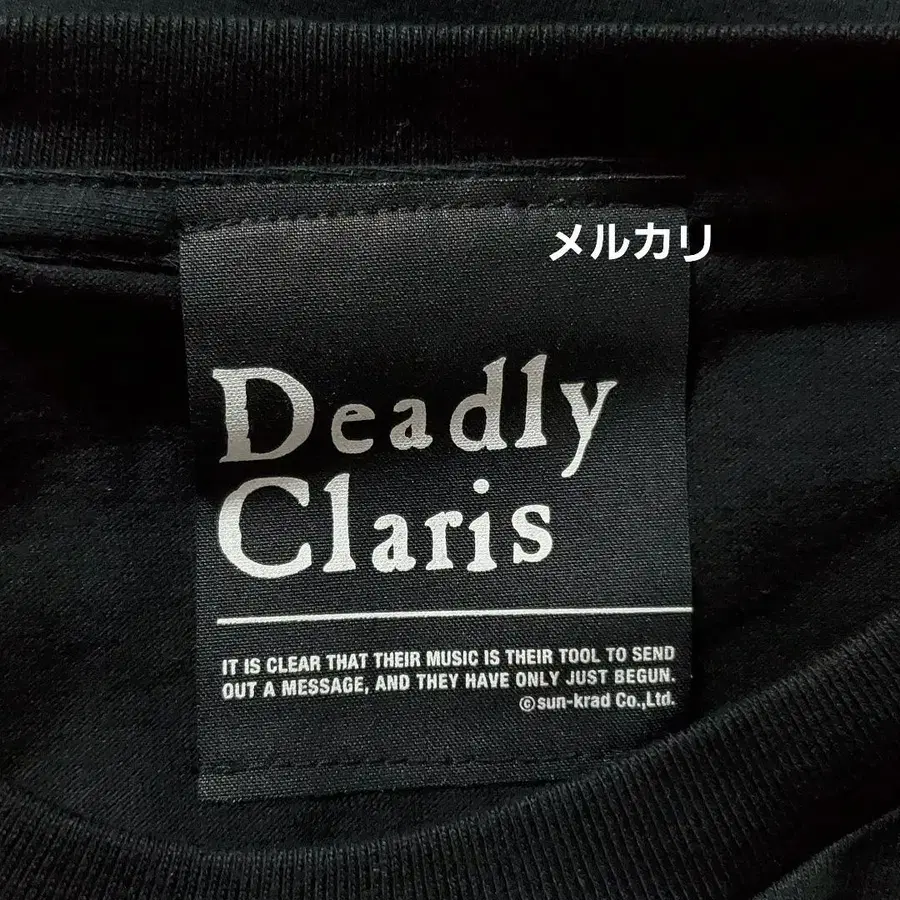 メルカリ
Deadly
Claris
IT IS CLEAR THAT THEIR MUSIC IS THEIR TOOL TO SEND
OUT A MESSAGE, AND THEY HAVE ONLY JUST BEGUN.
©sun-krad Co.,Ltd.